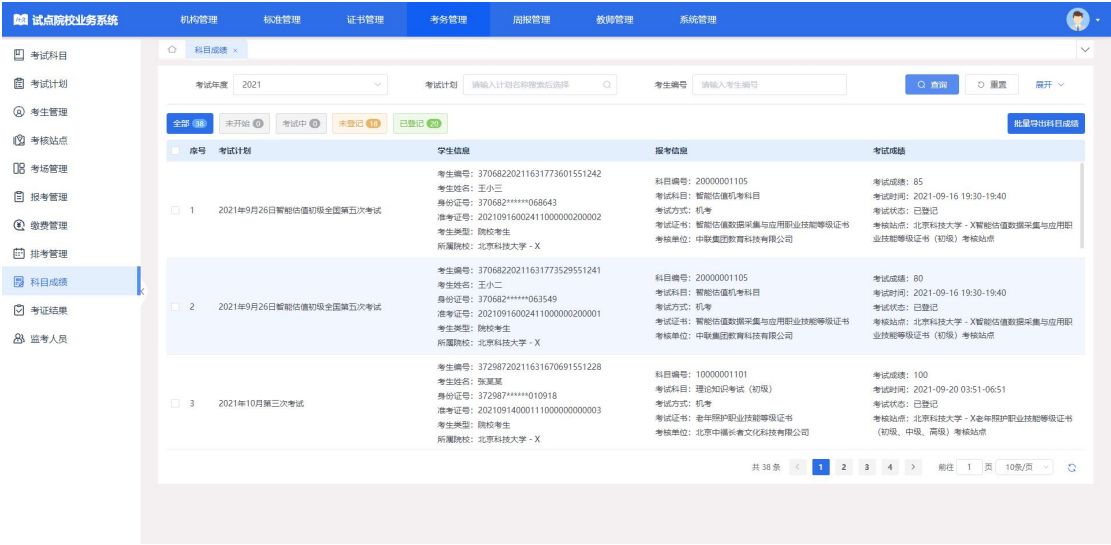 试点院校业务系统 机构管理 标准管理 证书管理 考务管理 周报管理 教师管理 系统管理
考试科目
考试计划
考生管理
考核站点
考场管理
报考管理
缴费管理
排考管理
科目成绩
考证结果
监考人员
科目成绩 ×
考试年度 2021 考试计划 请输入计划名称搜索后选择 考生编号 请输入考生编号 查询 重置 展开
全部 38 未开始 0 考试中 0 未登记 18 已登记 20 批量导出科目成绩
序号 考试计划 学生信息 报考信息 考试成绩
1 2021年9月26日智能估值初级全国第五次考试
考生编号：37068220211631773601551242
考生姓名：王小三
身份证号：370682******068643
准考证号：2021091600241100000020​0002
考生类型：院校考生
所属院校：北京科技大学 - X
科目编号：20000001105
考试科目：智能估值机考科目
考试方式：机考
考试证书：智能估值数据采集与应用职业技能等级证书
考核单位：中联集团教育科技有限公司
考试成绩：85
考试时间：2021-09-16 19:30-19:40
考试状态：已登记
考核站点：北京科技大学 - X智能估值数据采集与应用职
业技能等级证书（初级）考核站点
2 2021年9月26日智能估值初级全国第五次考试
考生编号：37068220211631773529551241
考生姓名：王小二
身份证号：370682******063549
准考证号：20210916002411000000200001
考生类型：院校考生
所属院校：北京科技大学 - X
科目编号：20000001105
考试科目：智能估值机考科目
考试方式：机考
考试证书：智能估值数据采集与应用职业技能等级证书
考核单位：中联集团教育科技有限公司
考试成绩：80
考试时间：2021-09-16 19:30-19:40
考试状态：已登记
考核站点：北京科技大学 - X智能估值数据采集与应用职
业技能等级证书（初级）考核站点
3 2021年10月第三次考试
考生编号：37298720211631670691551228
考生姓名：张某某
身份证号：372987******010918
准考证号：20210914000111000000000003
考生类型：院校考生
所属院校：北京科技大学 - X
科目编号：10000001101
考试科目：理论知识考试（初级）
考试方式：机考
考试证书：老年照护职业技能等级证书
考核单位：北京中福长者文化科技有限公司
考试成绩：100
考试时间：2021-09-20 03:51-06:51
考试状态：已登记
考核站点：北京科技大学 - X老年照护职业技能等级证书
（初级、中级、高级）考核站点
共 38 条 1 2 3 4 前往 1 页 10条/页